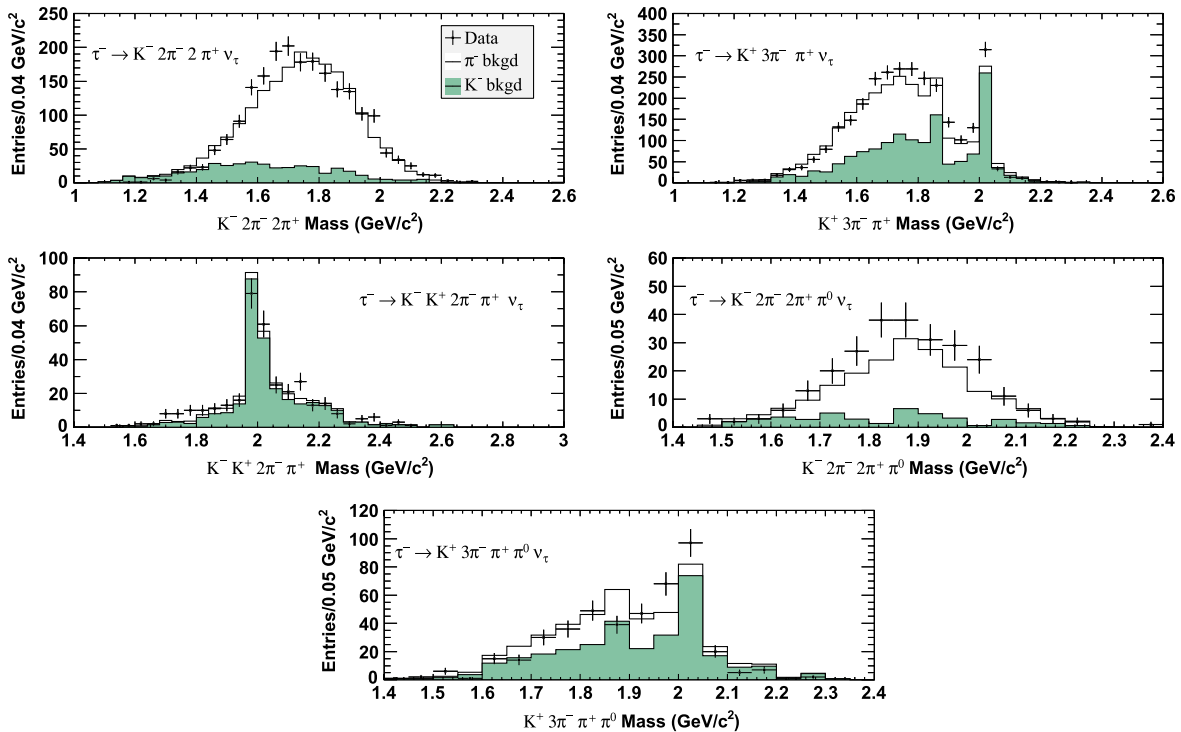 Entries/0.04 GeV/c²
250
200
150
100
50
0
τ⁻ → K⁻ 2π⁻ 2 π⁺ ν_τ
Data
π⁻ bkgd
K⁻ bkgd
1 1.2 1.4 1.6 1.8 2 2.2 2.4 2.6
K⁻ 2π⁻ 2π⁺ Mass (GeV/c²)
Entries/0.04 GeV/c²
400
350
300
250
200
150
100
50
0
τ⁻ → K⁺ 3π⁻ π⁺ ν_τ
1 1.2 1.4 1.6 1.8 2 2.2 2.4 2.6
K⁺ 3π⁻ π⁺ Mass (GeV/c²)
Entries/0.04 GeV/c²
100
80
60
40
20
0
τ⁻ → K⁻ K⁺ 2π⁻ π⁺ ν_τ
1.4 1.6 1.8 2 2.2 2.4 2.6 2.8 3
K⁻ K⁺ 2π⁻ π⁺ Mass (GeV/c²)
Entries/0.05 GeV/c²
60
50
40
30
20
10
0
τ⁻ → K⁻ 2π⁻ 2π⁺ π⁰ ν_τ
1.4 1.5 1.6 1.7 1.8 1.9 2 2.1 2.2 2.3 2.4
K⁻ 2π⁻ 2π⁺ π⁰ Mass (GeV/c²)
Entries/0.05 GeV/c²
120
100
80
60
40
20
0
τ⁻ → K⁺ 3π⁻ π⁺ π⁰ ν_τ
1.4 1.5 1.6 1.7 1.8 1.9 2 2.1 2.2 2.3 2.4
K⁺ 3π⁻ π⁺ π⁰ Mass (GeV/c²)